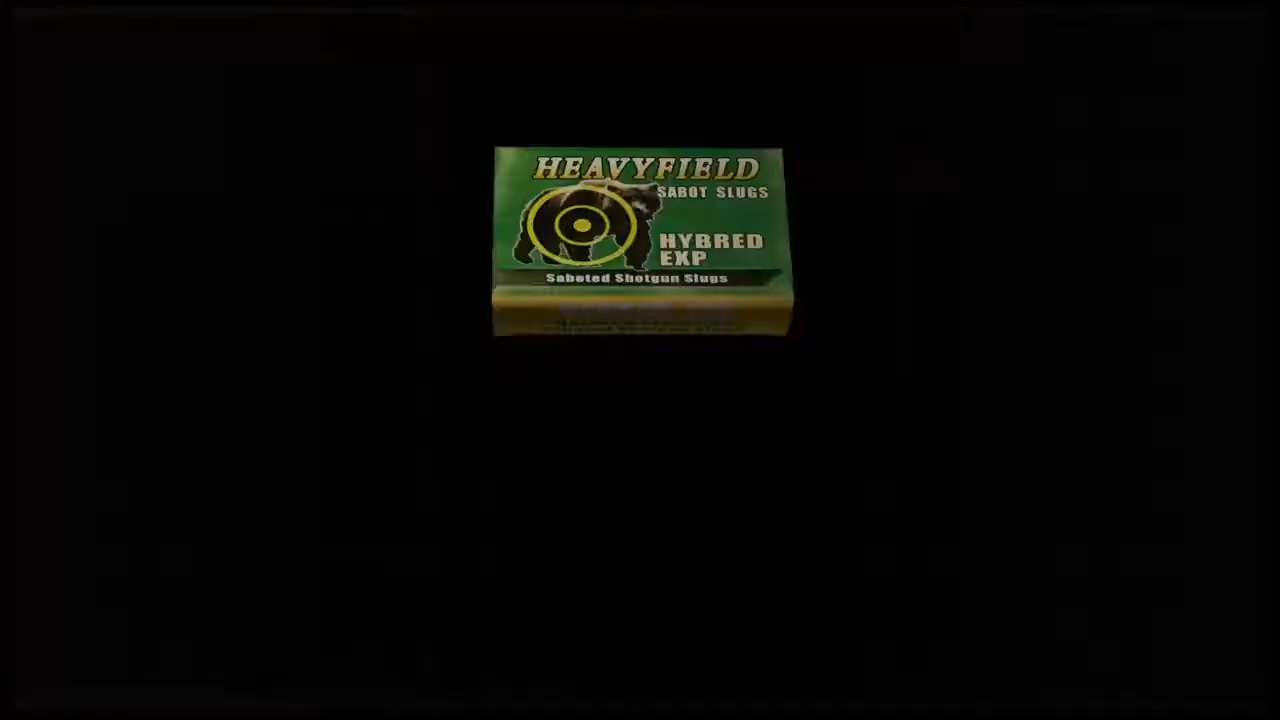 HEAVYFIELD
SABOT SLUGS
HYBRED
EXP
Saboted Shotgun Slugs